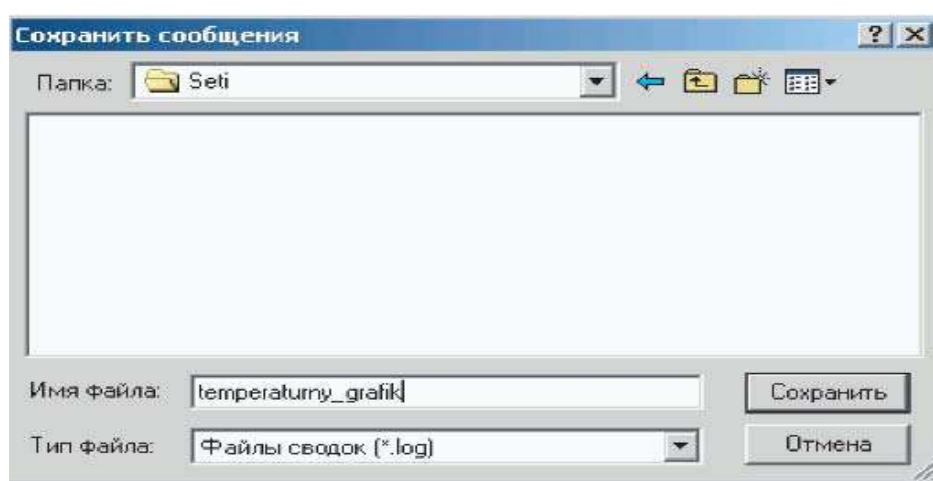 Сохранить сообщения
Папка: Seti
Имя файла: temperaturny_grafik
Сохранить
Тип файла: Файлы сводок (*.log)
Отмена